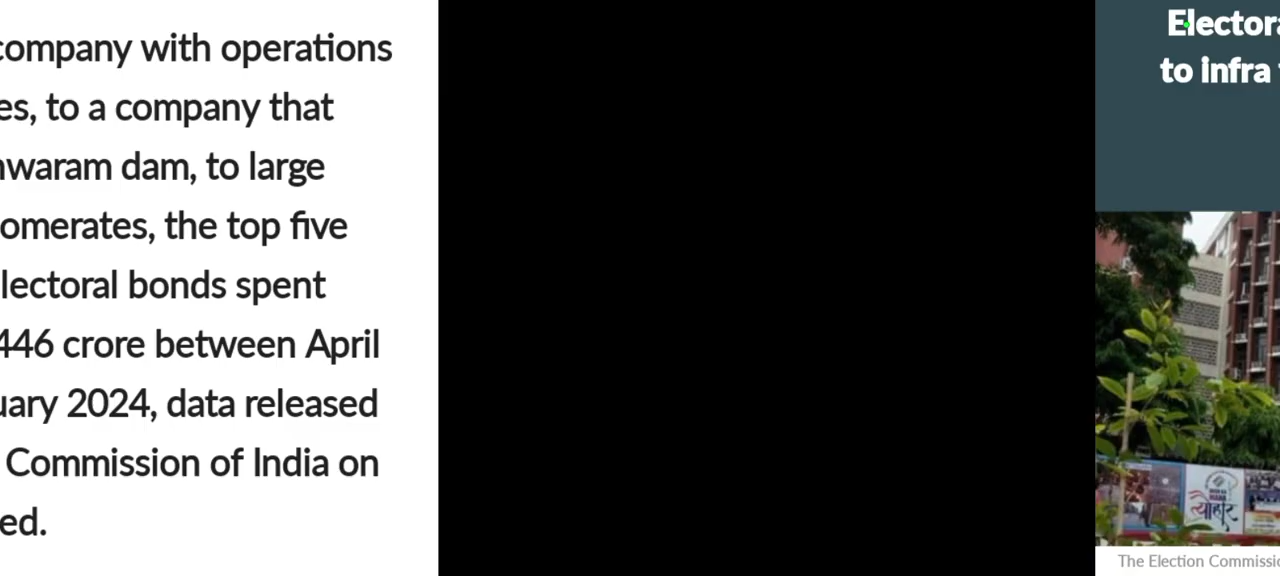 company with operations
es, to a company that
waram dam, to large
omerates, the top five
lectoral bonds spent
446 crore between April
uary 2024, data released
Commission of India on
ed.
Elector
to infra
त्योहार
The Election Commissi